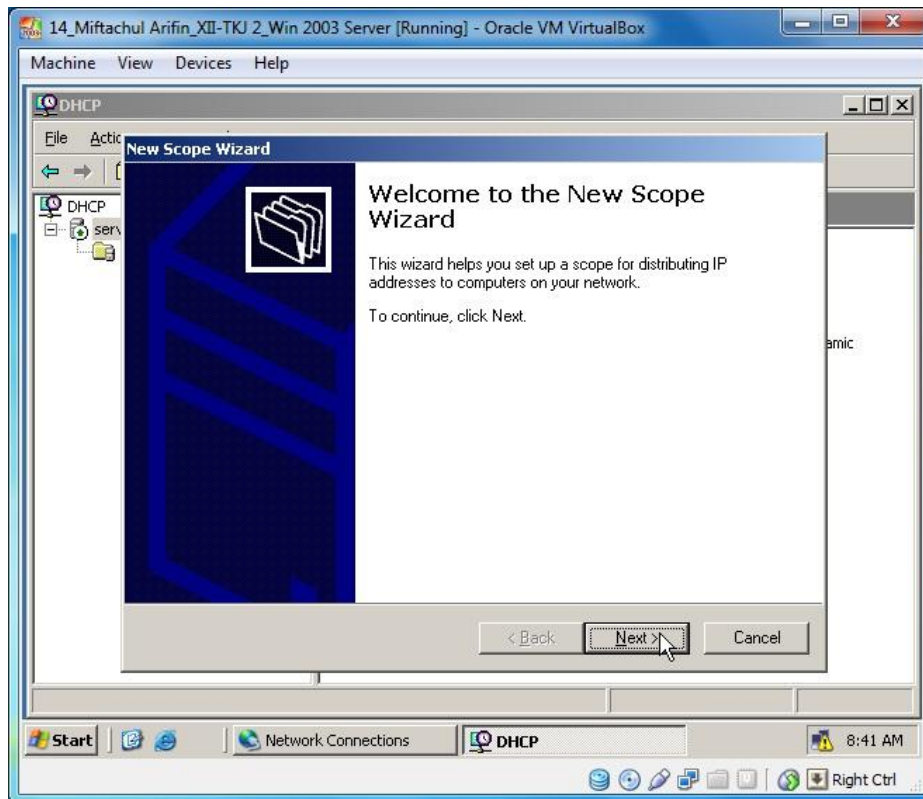 14_Miftachul Arifin_XII-TKJ 2_Win 2003 Server [Running] - Oracle VM VirtualBox
Machine View Devices Help
DHCP
File Actic
New Scope Wizard
DHCP
serv
Welcome to the New Scope
Wizard
This wizard helps you set up a scope for distributing IP
addresses to computers on your network.
To continue, click Next.
amic
< Back Next > Cancel
Start Network Connections DHCP 8:41 AM
Right Ctrl